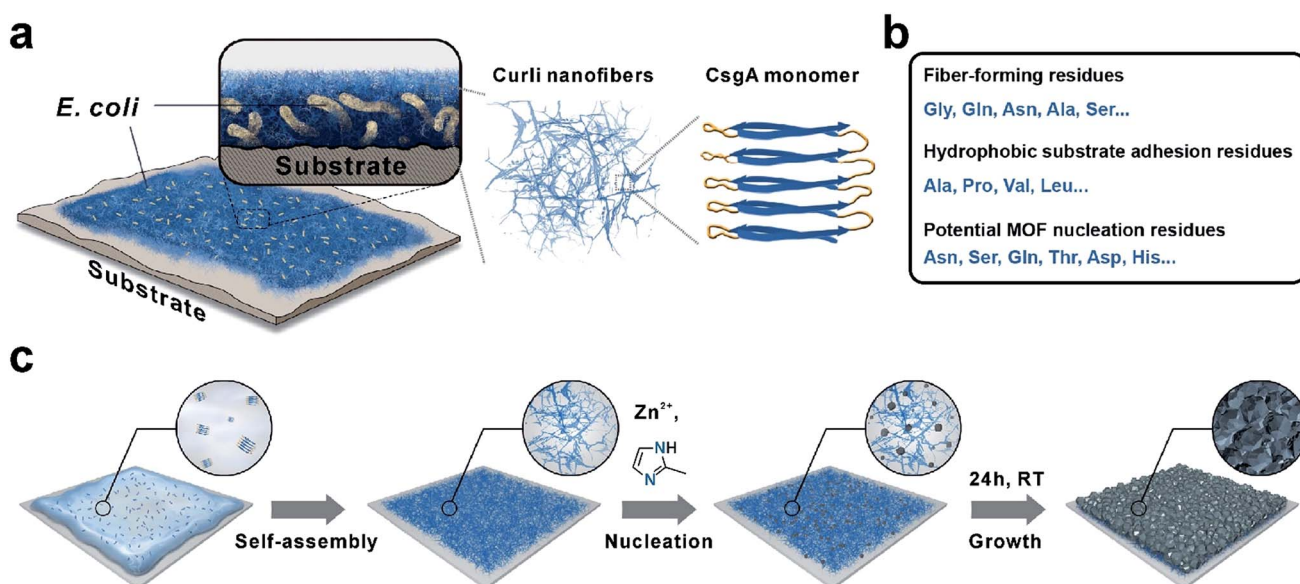 a
E. coli
Substrate
Substrate
Curli nanofibers
CsgA monomer
b
Fiber-forming residues
Gly, Gln, Asn, Ala, Ser...
Hydrophobic substrate adhesion residues
Ala, Pro, Val, Leu...
Potential MOF nucleation residues
Asn, Ser, Gln, Thr, Asp, His...
c
Self-assembly
Zn²⁺,
NH
N
Nucleation
24h, RT
Growth